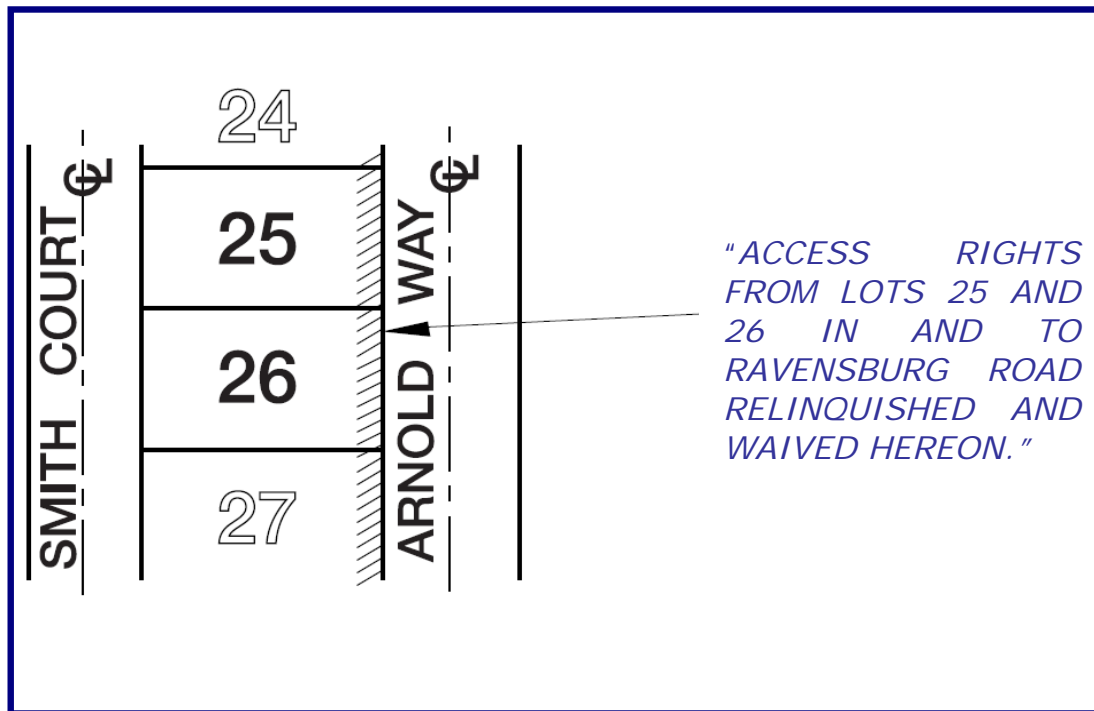 24
25
26
27
SMITH COURT
℄
ARNOLD WAY
℄
"ACCESS RIGHTS
FROM LOTS 25 AND
26 IN AND TO
RAVENSBURG ROAD
RELINQUISHED AND
WAIVED HEREON."